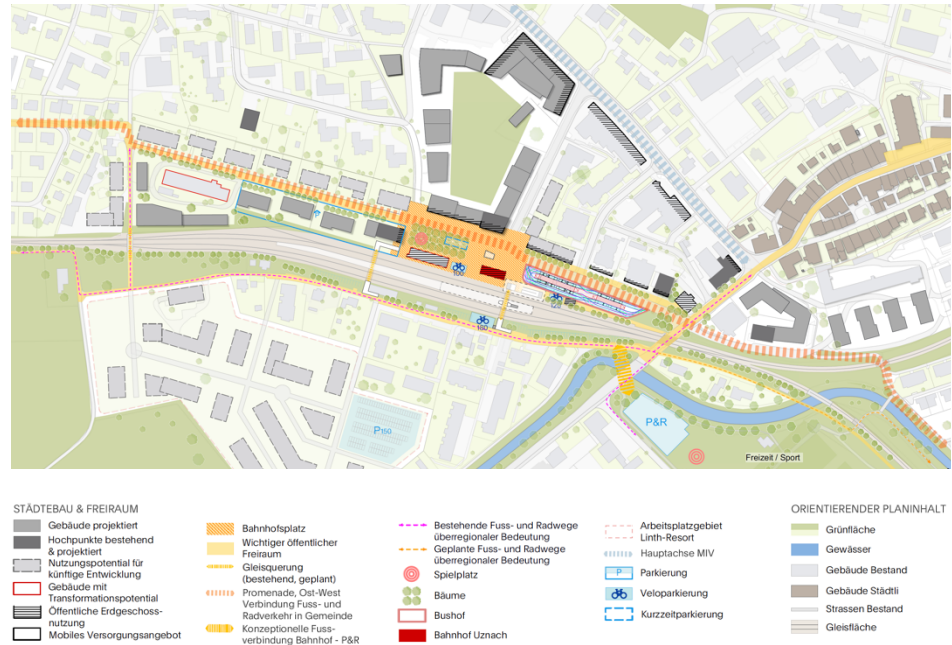 100
180
P150
P&R
Freizeit / Sport
STÄDTEBAU & FREIRAUM
Gebäude projektiert
Hochpunkte bestehend
& projektiert
Nutzungspotential für
künftige Entwicklung
Gebäude mit
Transformationspotential
Öffentliche Erdgeschoss-
nutzung
Mobiles Versorgungsangebot
Bahnhofsplatz
Wichtiger öffentlicher
Freiraum
Gleisquerung
(bestehend, geplant)
Promenade, Ost-West
Verbindung Fuss- und
Radverkehr in Gemeinde
Konzeptionelle Fuss-
verbindung Bahnhof - P&R
Bestehende Fuss- und Radwege
überregionaler Bedeutung
Geplante Fuss- und Radwege
überregionaler Bedeutung
Spielplatz
Bäume
Bushof
Bahnhof Uznach
Arbeitsplatzgebiet
Linth-Resort
Hauptachse MIV
P Parkierung
Veloparkierung
Kurzzeitparkierung
ORIENTIERENDER PLANINHALT
Grünfläche
Gewässer
Gebäude Bestand
Gebäude Städtli
Strassen Bestand
Gleisfläche